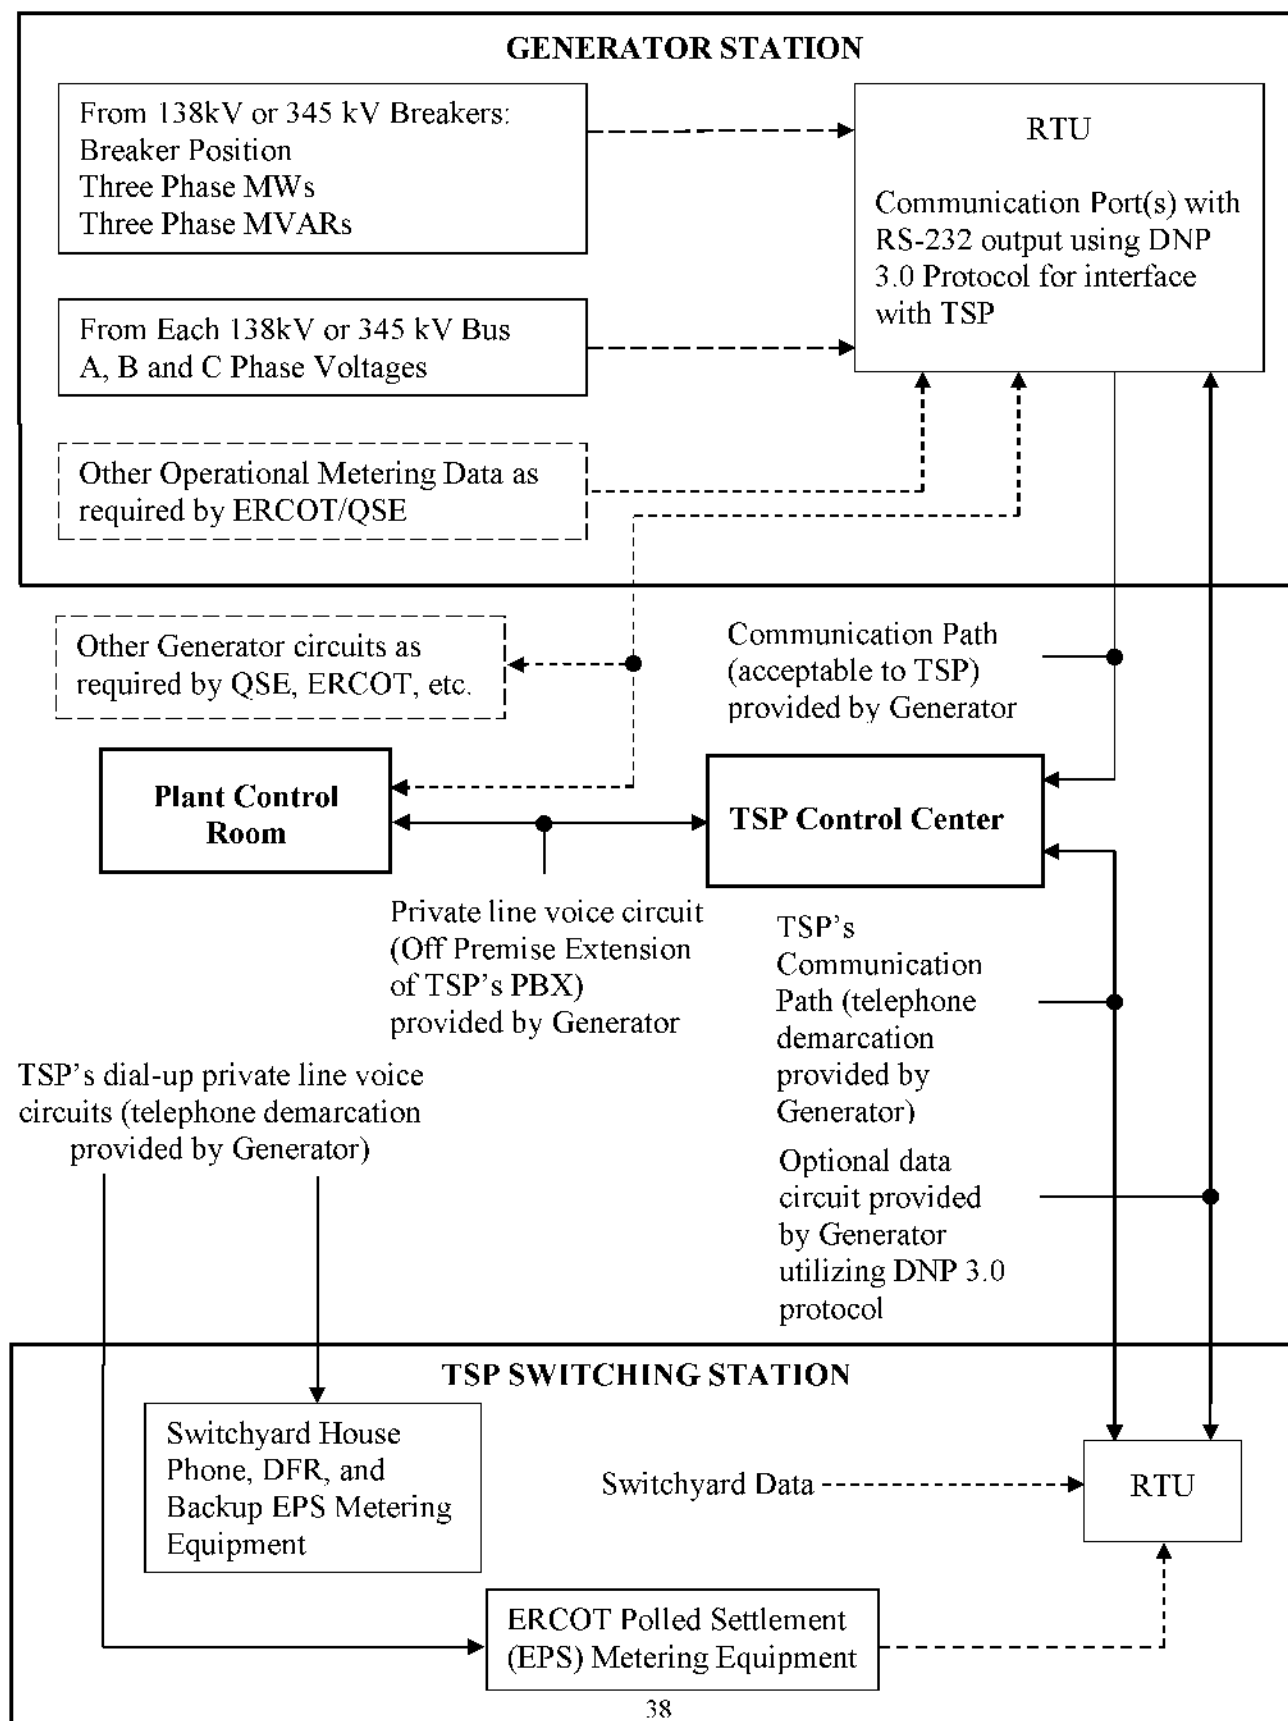 GENERATOR STATION
From 138kV or 345 kV Breakers:
Breaker Position
Three Phase MWs
Three Phase MVARs
RTU
Communication Port(s) with
RS-232 output using DNP
3.0 Protocol for interface
with TSP
From Each 138kV or 345 kV Bus
A, B and C Phase Voltages
Other Operational Metering Data as
required by ERCOT/QSE
Other Generator circuits as
required by QSE, ERCOT, etc.
Communication Path
(acceptable to TSP)
provided by Generator
Plant Control
Room
TSP Control Center
Private line voice circuit
(Off Premise Extension
of TSP's PBX)
provided by Generator
TSP's
Communication
Path (telephone
demarcation
provided by
Generator)
TSP's dial-up private line voice
circuits (telephone demarcation
provided by Generator)
Optional data
circuit provided
by Generator
utilizing DNP 3.0
protocol
TSP SWITCHING STATION
Switchyard House
Phone, DFR, and
Backup EPS Metering
Equipment
Switchyard Data
RTU
ERCOT Polled Settlement
(EPS) Metering Equipment
38